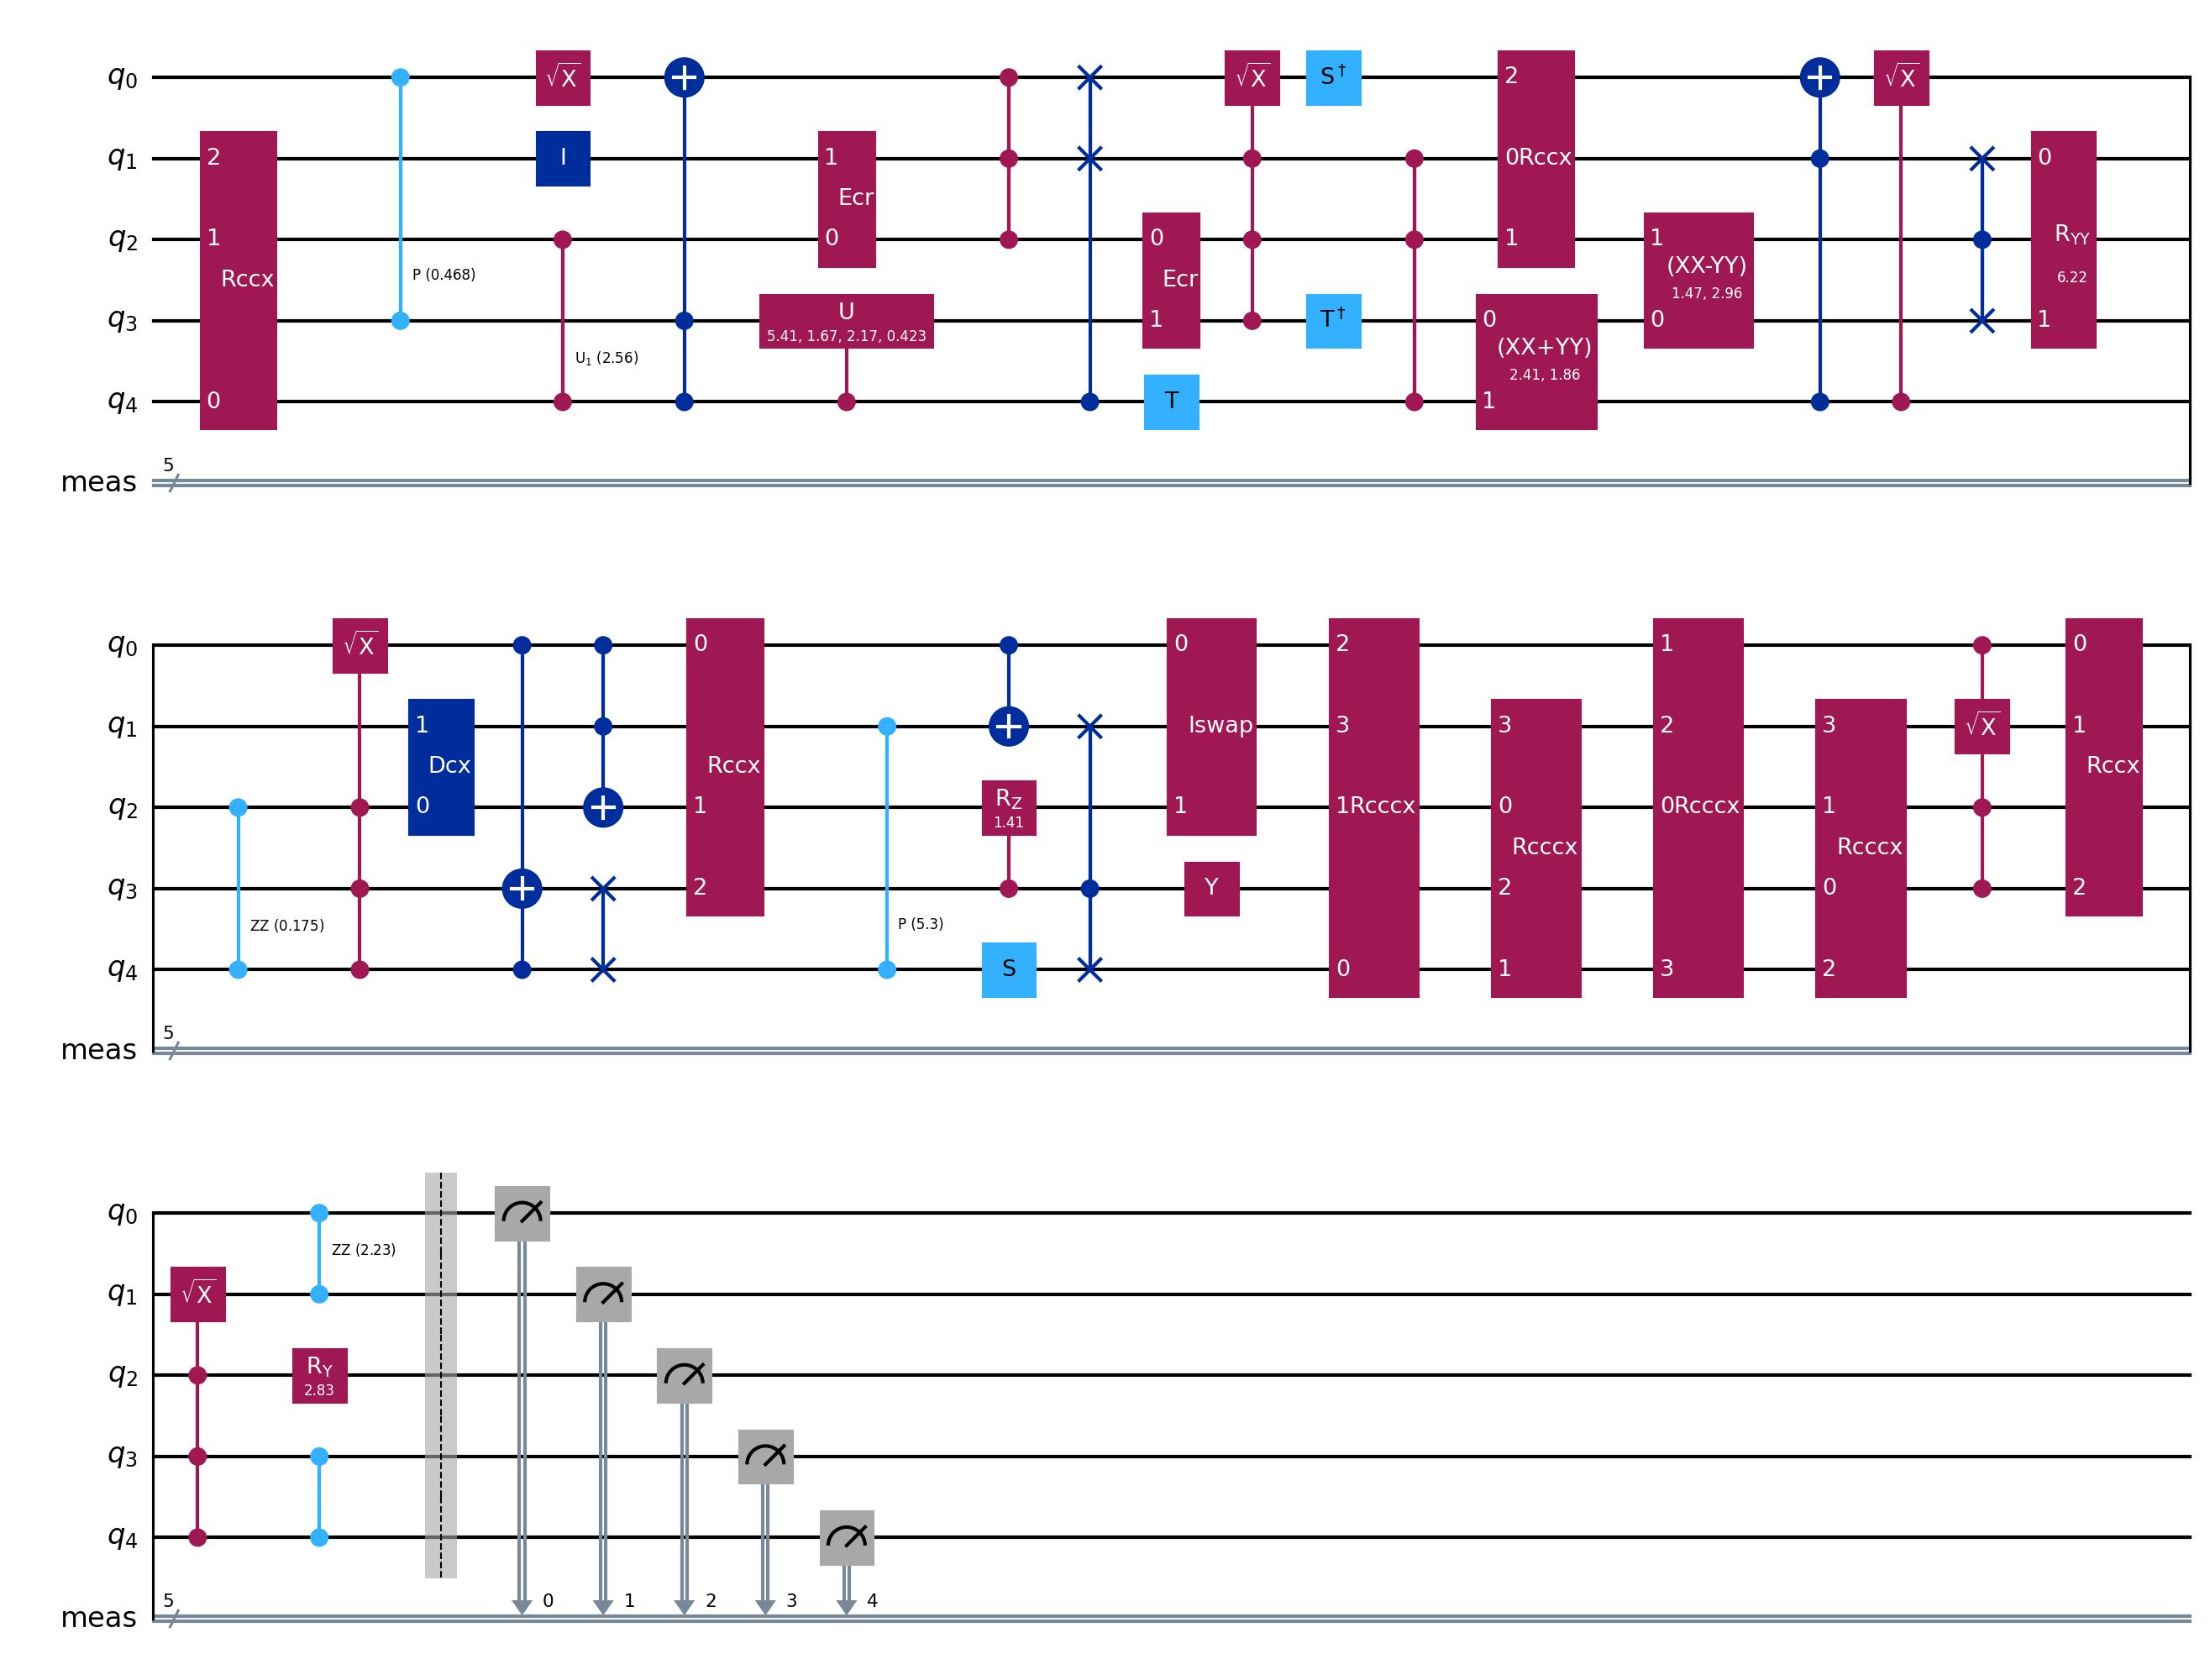 q0 √X √X S† 2 √X
q1 2 I 1 0Rccx 0
Ecr
q2 1 0 0 1 1 RYY
Rccx P (0.468) Ecr (XX-YY) 6.22
1.47, 2.96
q3 U 1 T† 0 0 1
5.41, 1.67, 2.17, 0.423
U1 (2.56) (XX+YY)
2.41, 1.86
q4 0 T 1
5
meas
q0 √X 0 0 2 1 0
q1 1 Iswap 3 3 2 3 √X 1
Dcx Rccx Rccx
q2 0 1 RZ 1 1Rcccx 0 0Rcccx 1
1.41
Rcccx Rcccx
q3 2 Y 2 0 2
ZZ (0.175) P (5.3)
q4 S 0 1 3 2
5
meas
q0
ZZ (2.23)
q1 √X
q2 RY
2.83
q3
q4
5 0 1 2 3 4
meas